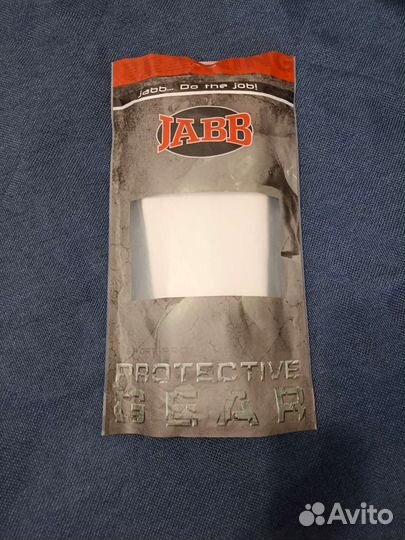 jabb... Do the job!
JABB
PROTECTIVE
GEAR
Avito